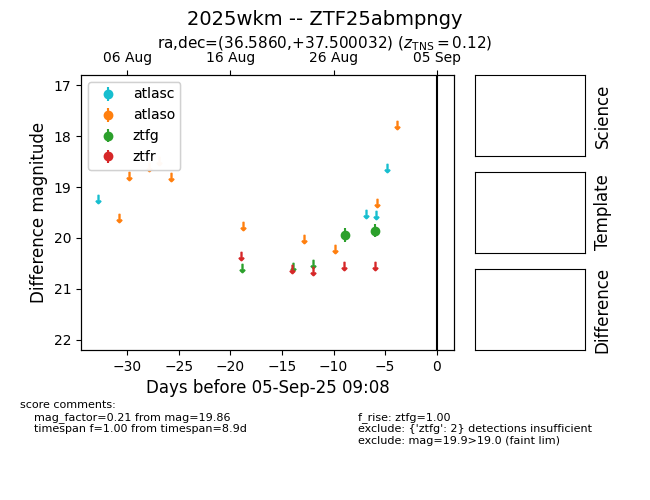 2025wkm -- ZTF25abmpngy
ra,dec=(36.5860,+37.500032) (z_TNS = 0.12)
06 Aug 16 Aug 26 Aug 05 Sep
atlasc
atlaso
ztfg
ztfr
17
18
19
20
21
22
Difference magnitude
−30 −25 −20 −15 −10 −5 0
Days before 05-Sep-25 09:08
Science
Template
Difference
score comments:
mag_factor=0.21 from mag=19.86
timespan f=1.00 from timespan=8.9d
f_rise: ztfg=1.00
exclude: {'ztfg': 2} detections insufficient
exclude: mag=19.9>19.0 (faint lim)